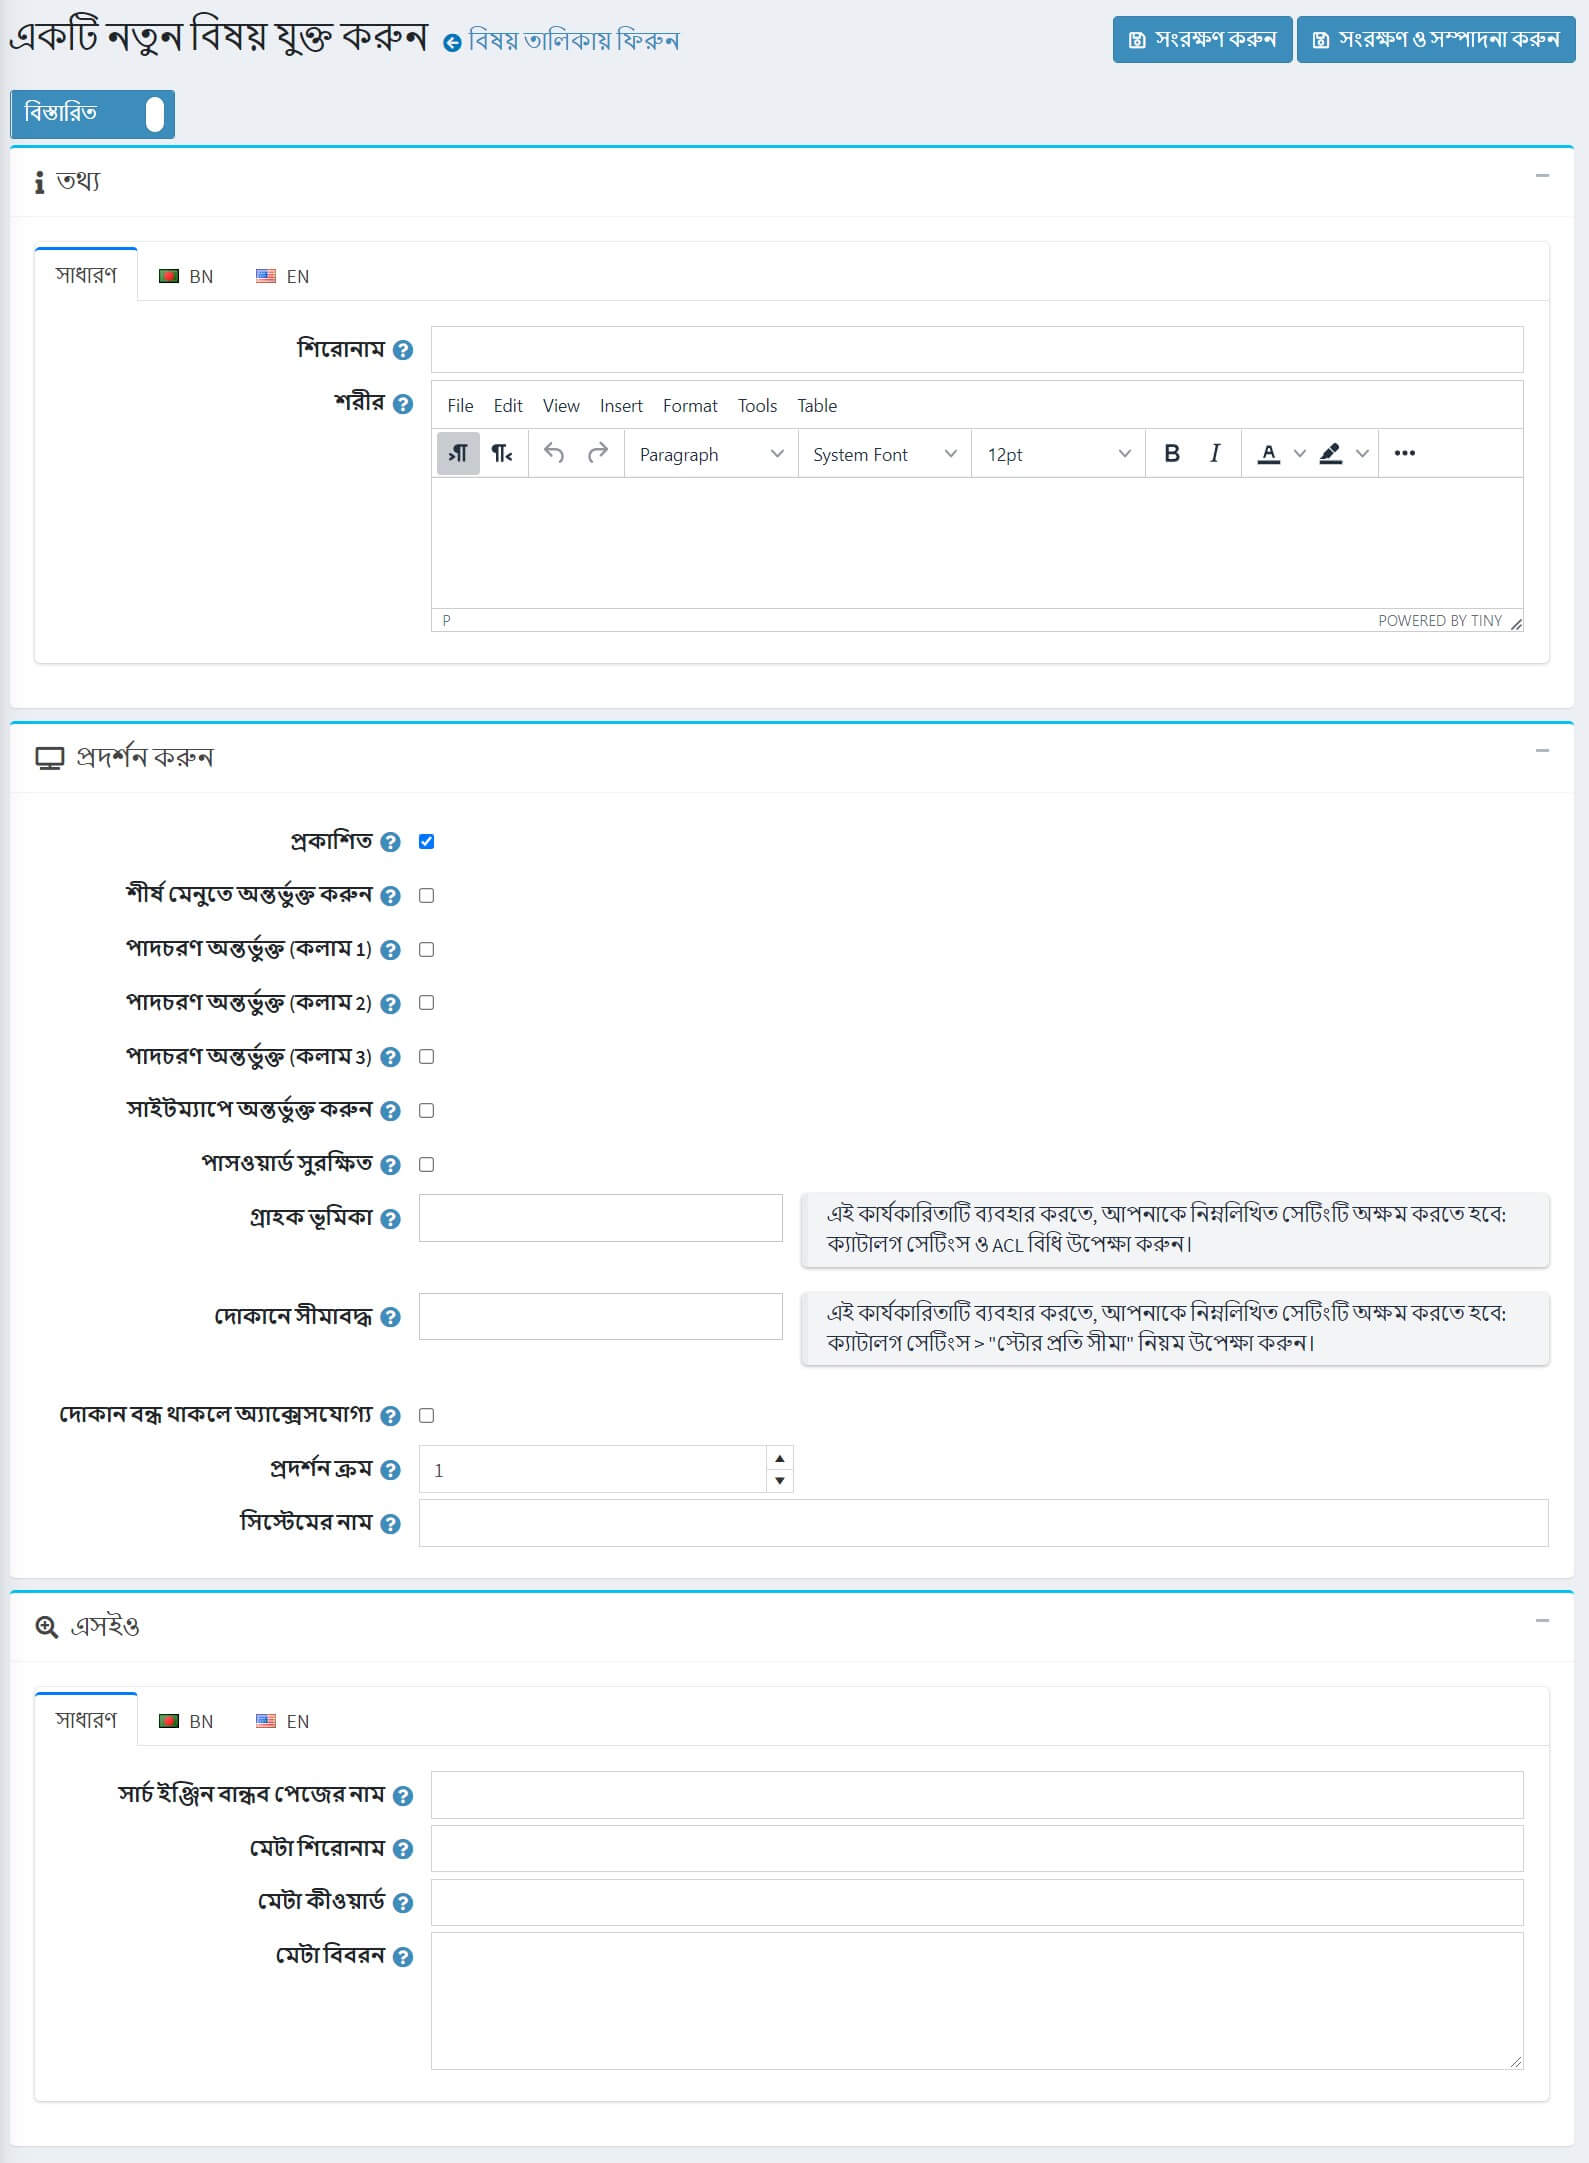 একটি নতুন বিষয় যুক্ত করুন বিষয় তালিকায় ফিরুন সংরক্ষণ করুন সংরক্ষণ ও সম্পাদনা করুন
বিস্তারিত
তথ্য
সাধারণ BN EN
শিরোনাম
শরীর
File Edit View Insert Format Tools Table
Paragraph System Font 12pt B I A
P POWERED BY TINY
প্রদর্শন করুন
প্রকাশিত
শীর্ষ মেনুতে অন্তর্ভুক্ত করুন
পাদচরণ অন্তর্ভুক্ত (কলাম 1)
পাদচরণ অন্তর্ভুক্ত (কলাম 2)
পাদচরণ অন্তর্ভুক্ত (কলাম 3)
সাইটম্যাপে অন্তর্ভুক্ত করুন
পাসওয়ার্ড সুরক্ষিত
গ্রাহক ভূমিকা
এই কার্যকারিতাটি ব্যবহার করতে, আপনাকে নিম্নলিখিত সেটিংটি অক্ষম করতে হবে:
ক্যাটালগ সেটিংস ও ACL বিধি উপেক্ষা করুন।
দোকানে সীমাবদ্ধ
এই কার্যকারিতাটি ব্যবহার করতে, আপনাকে নিম্নলিখিত সেটিংটি অক্ষম করতে হবে:
ক্যাটালগ সেটিংস > "স্টোর প্রতি সীমা" নিয়ম উপেক্ষা করুন।
দোকান বন্ধ থাকলে অ্যাক্সেসযোগ্য
প্রদর্শন ক্রম 1
সিস্টেমের নাম
এসইও
সাধারণ BN EN
সার্চ ইঞ্জিন বান্ধব পেজের নাম
মেটা শিরোনাম
মেটা কীওয়ার্ড
মেটা বিবরন